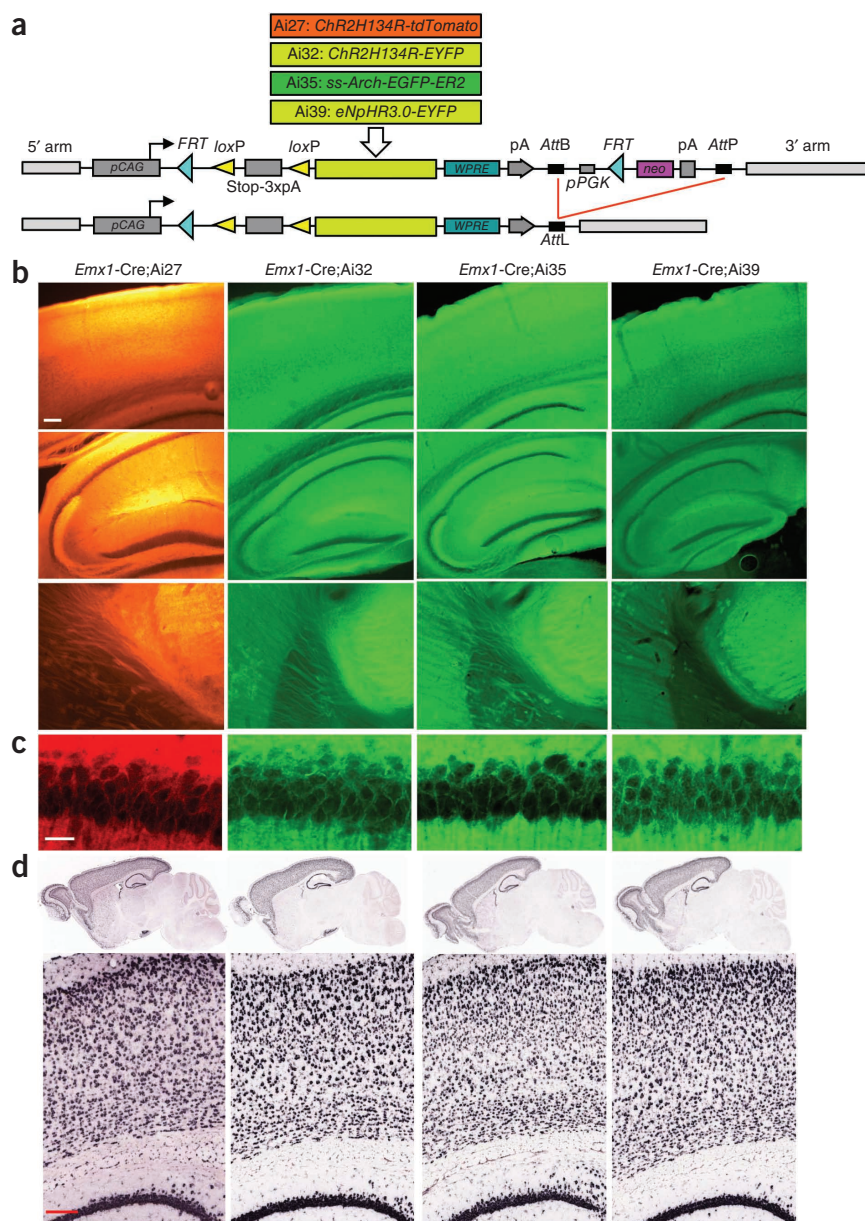 a
Ai27: ChR2H134R-tdTomato
Ai32: ChR2H134R-EYFP
Ai35: ss-Arch-EGFP-ER2
Ai39: eNpHR3.0-EYFP
5′ arm
pCAG
FRT
loxP
Stop-3xpA
loxP
WPRE
pA
AttB
pPGK
FRT
neo
pA
AttP
3′ arm
pCAG
WPRE
AttL
b
Emx1-Cre;Ai27
Emx1-Cre;Ai32
Emx1-Cre;Ai35
Emx1-Cre;Ai39
c
d